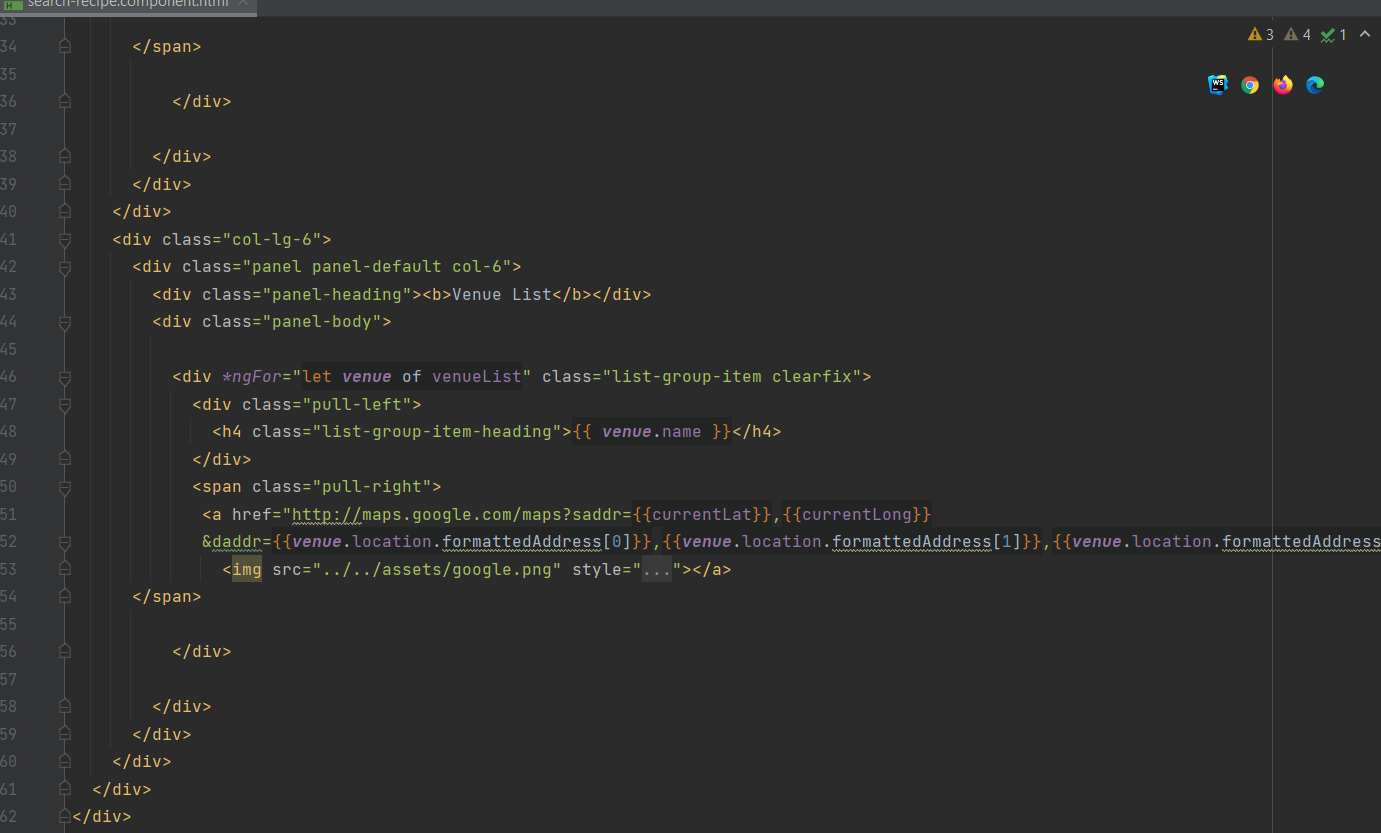 search-recipe.component.html
33
34 </span>
35
36 </div>
37
38 </div>
39 </div>
40 </div>
41 <div class="col-lg-6">
42 <div class="panel panel-default col-6">
43 <div class="panel-heading"><b>Venue List</b></div>
44 <div class="panel-body">
45
46 <div *ngFor="let venue of venueList" class="list-group-item clearfix">
47 <div class="pull-left">
48 <h4 class="list-group-item-heading">{{ venue.name }}</h4>
49 </div>
50 <span class="pull-right">
51 <a href="http://maps.google.com/maps?saddr={{currentLat}},{{currentLong}}
52 &daddr={{venue.location.formattedAddress[0]}},{{venue.location.formattedAddress[1]}},{{venue.location.formattedAddress
53 <img src="../../assets/google.png" style="..."></a>
54 </span>
55
56 </div>
57
58 </div>
59 </div>
60 </div>
61 </div>
62 </div>
3 4 1
WS
H